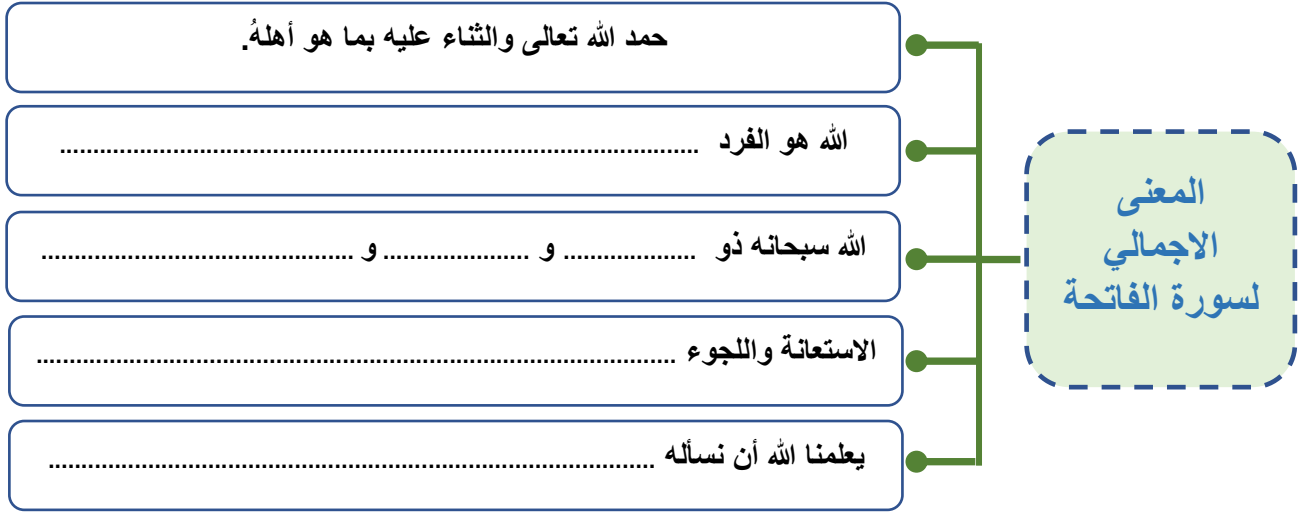 حمد الله تعالى والثناء عليه بما هو أهلهُ.
الله هو الفرد ................................................................................................
الله سبحانه ذو .................... و ...................... و ...............................................
الاستعانة واللجوء ................................................................................................
يعلمنا الله أن نسأله ...........................................................................................
المعنى
الاجمالي
لسورة الفاتحة